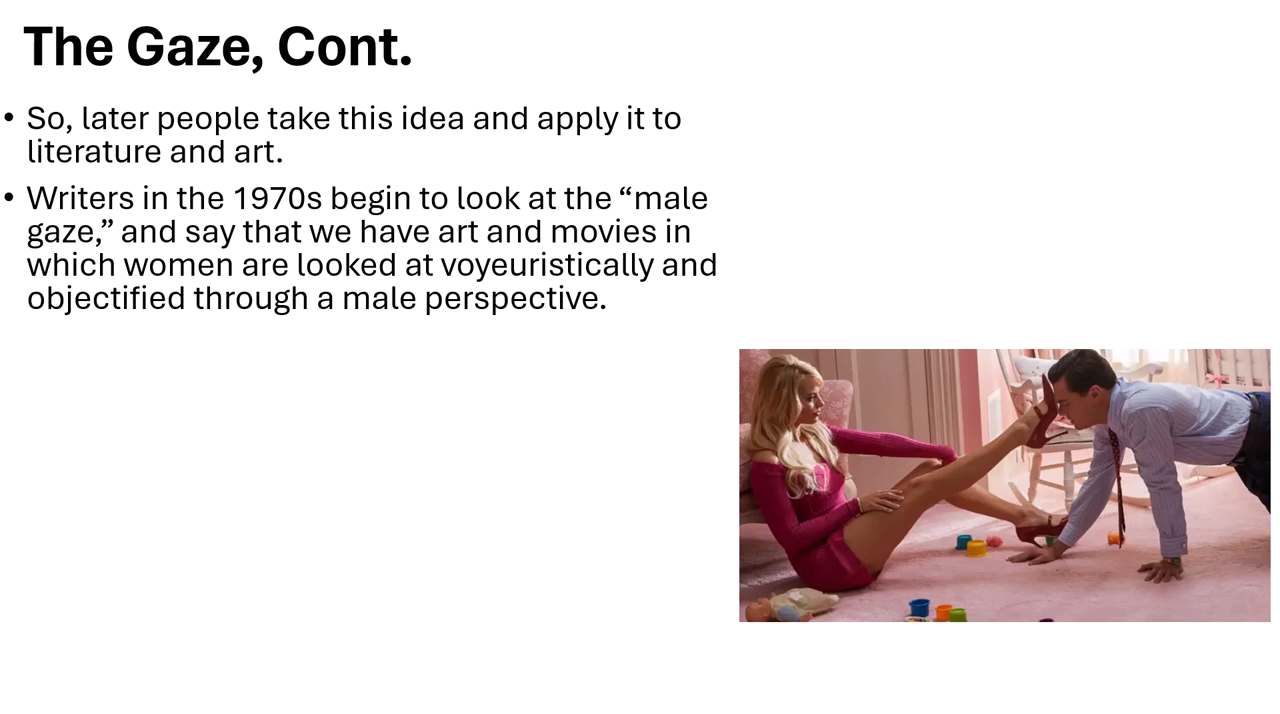 The Gaze, Cont.
• So, later people take this idea and apply it to
literature and art.
• Writers in the 1970s begin to look at the “male
gaze,” and say that we have art and movies in
which women are looked at voyeuristically and
objectified through a male perspective.